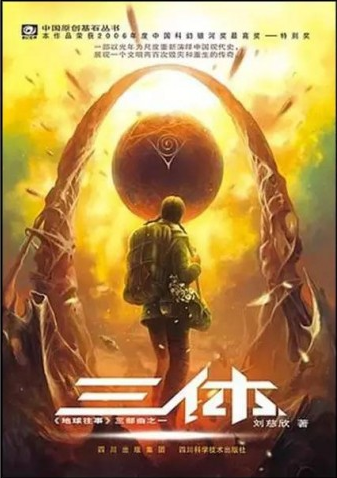 中国原创基石丛书
本作品荣获2006年度中国科幻银河奖最高奖——特别奖
一部以光年为尺度重新演绎中国现代史，
展现一个文明两百次毁灭和重生的传奇。
三体
《地球往事》三部曲之一
刘慈欣 著
四川出版集团 四川科学技术出版社